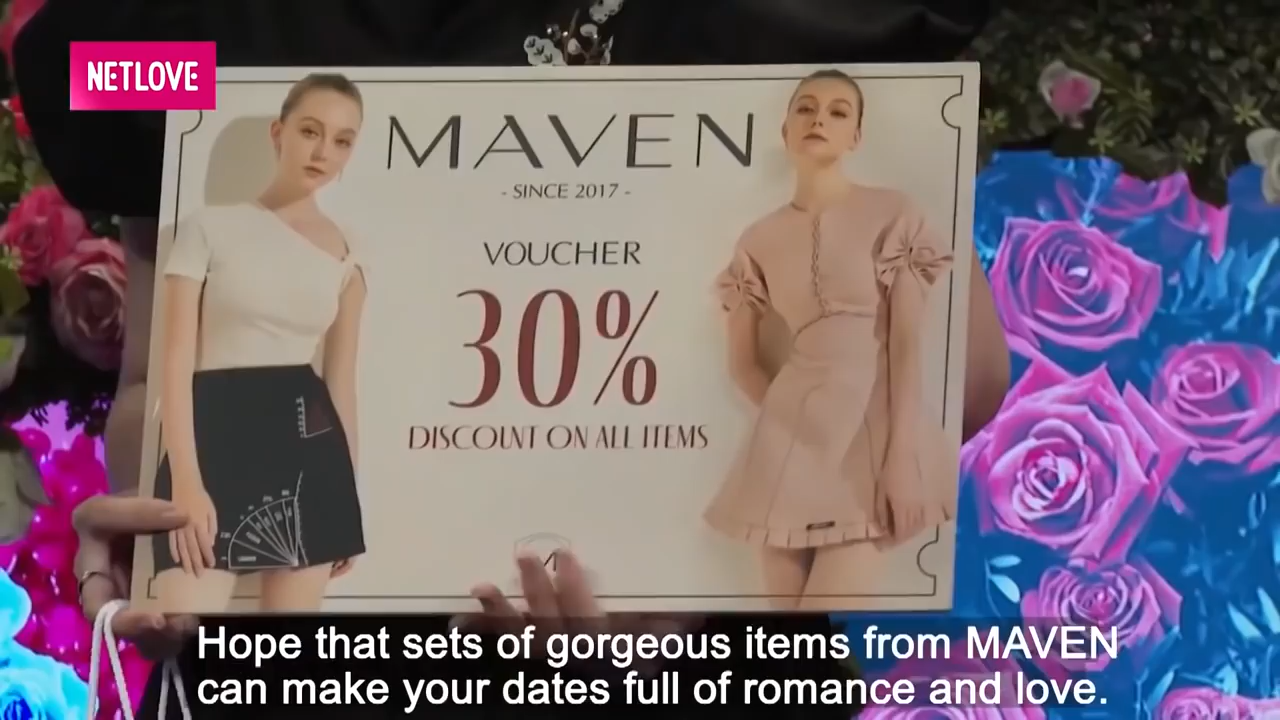 NETLOVE
MAVEN
- SINCE 2017 -
VOUCHER
30%
DISCOUNT ON ALL ITEMS
Hope that sets of gorgeous items from MAVEN
can make your dates full of romance and love.